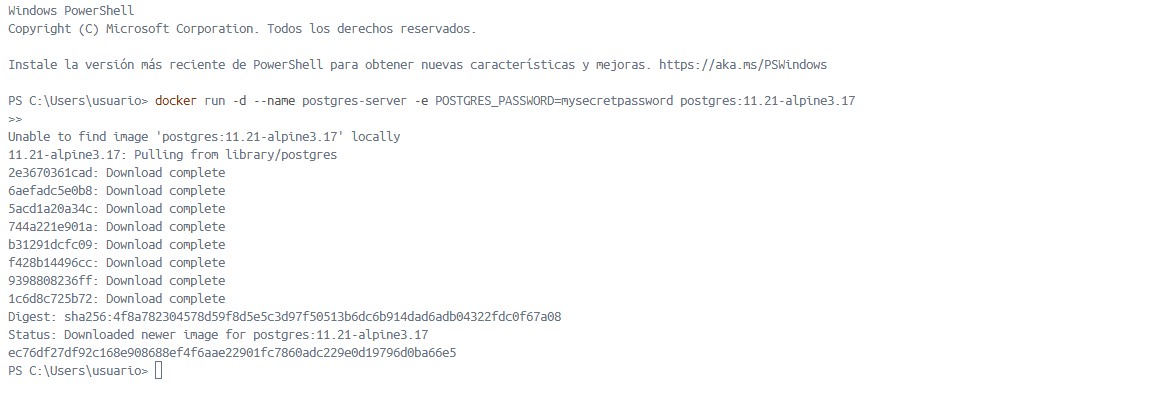 Windows PowerShell
Copyright (C) Microsoft Corporation. Todos los derechos reservados.
Instale la versión más reciente de PowerShell para obtener nuevas características y mejoras. https://aka.ms/PSWindows
PS C:\Users\usuario> docker run -d --name postgres-server -e POSTGRES_PASSWORD=mysecretpassword postgres:11.21-alpine3.17
>>
Unable to find image 'postgres:11.21-alpine3.17' locally
11.21-alpine3.17: Pulling from library/postgres
2e3670361cad: Download complete
6aefadc5e0b8: Download complete
5acd1a20a34c: Download complete
744a221e901a: Download complete
b31291dcfc09: Download complete
f428b14496cc: Download complete
9398808236ff: Download complete
1c6d8c725b72: Download complete
Digest: sha256:4f8a782304578d59f8d5e5c3d97f50513b6dc6b914dad6adb04322fdc0f67a08
Status: Downloaded newer image for postgres:11.21-alpine3.17
ec76df27df92c168e908688ef4f6aae22901fc7860adc229e0d19796d0ba66e5
PS C:\Users\usuario>